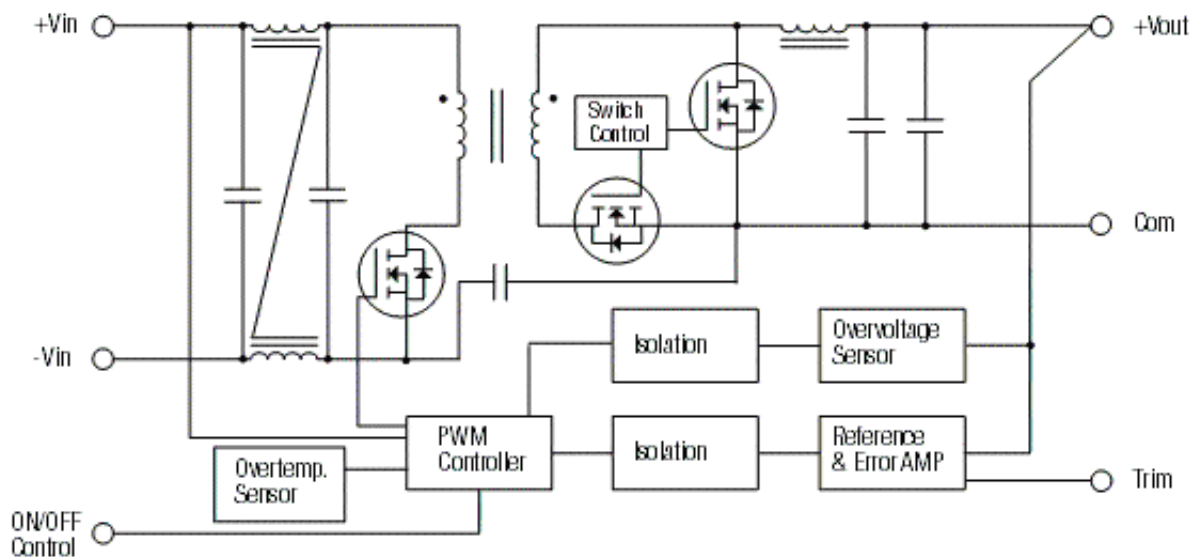 +Vin
+Vout
Switch
Control
Com
-Vin
Isolation
Overvoltage
Sensor
PWM
Controller
Isolation
Reference
& Error AMP
Overtemp.
Sensor
Trim
ON/OFF
Control